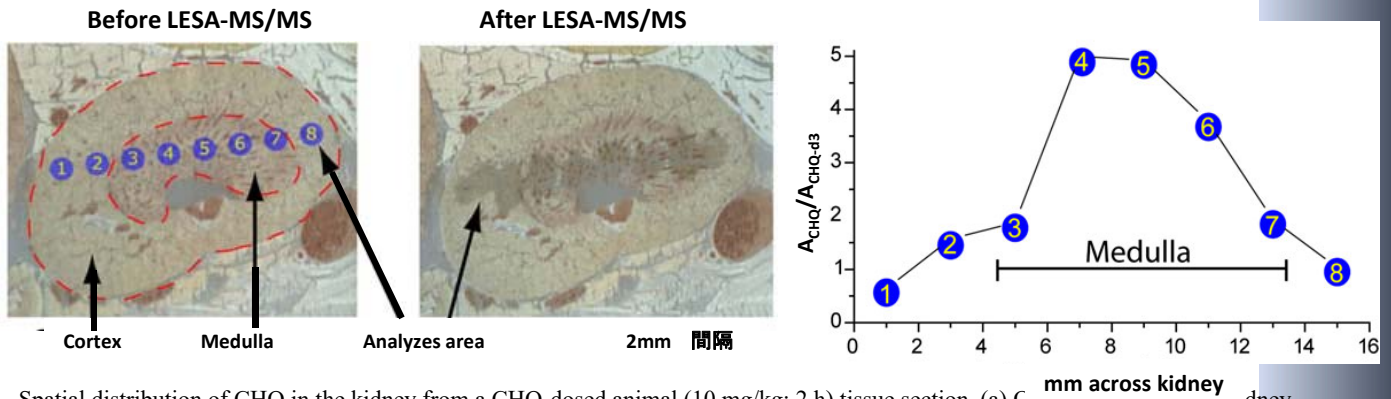 Before LESA-MS/MS
After LESA-MS/MS
1 2 3 4 5 6 7 8
Cortex
Medulla
Analyzes area
2mm 間隔
A_CHQ/A_CHQ-d3
5
4
3
2
1
0
1 2 3 4 5 6 7 8
Medulla
0 2 4 6 8 10 12 14 16
mm across kidney
Spatial distribution of CHQ in the kidney from a CHQ-dosed animal (10 mg/kg; 2 h) tissue section. (a)